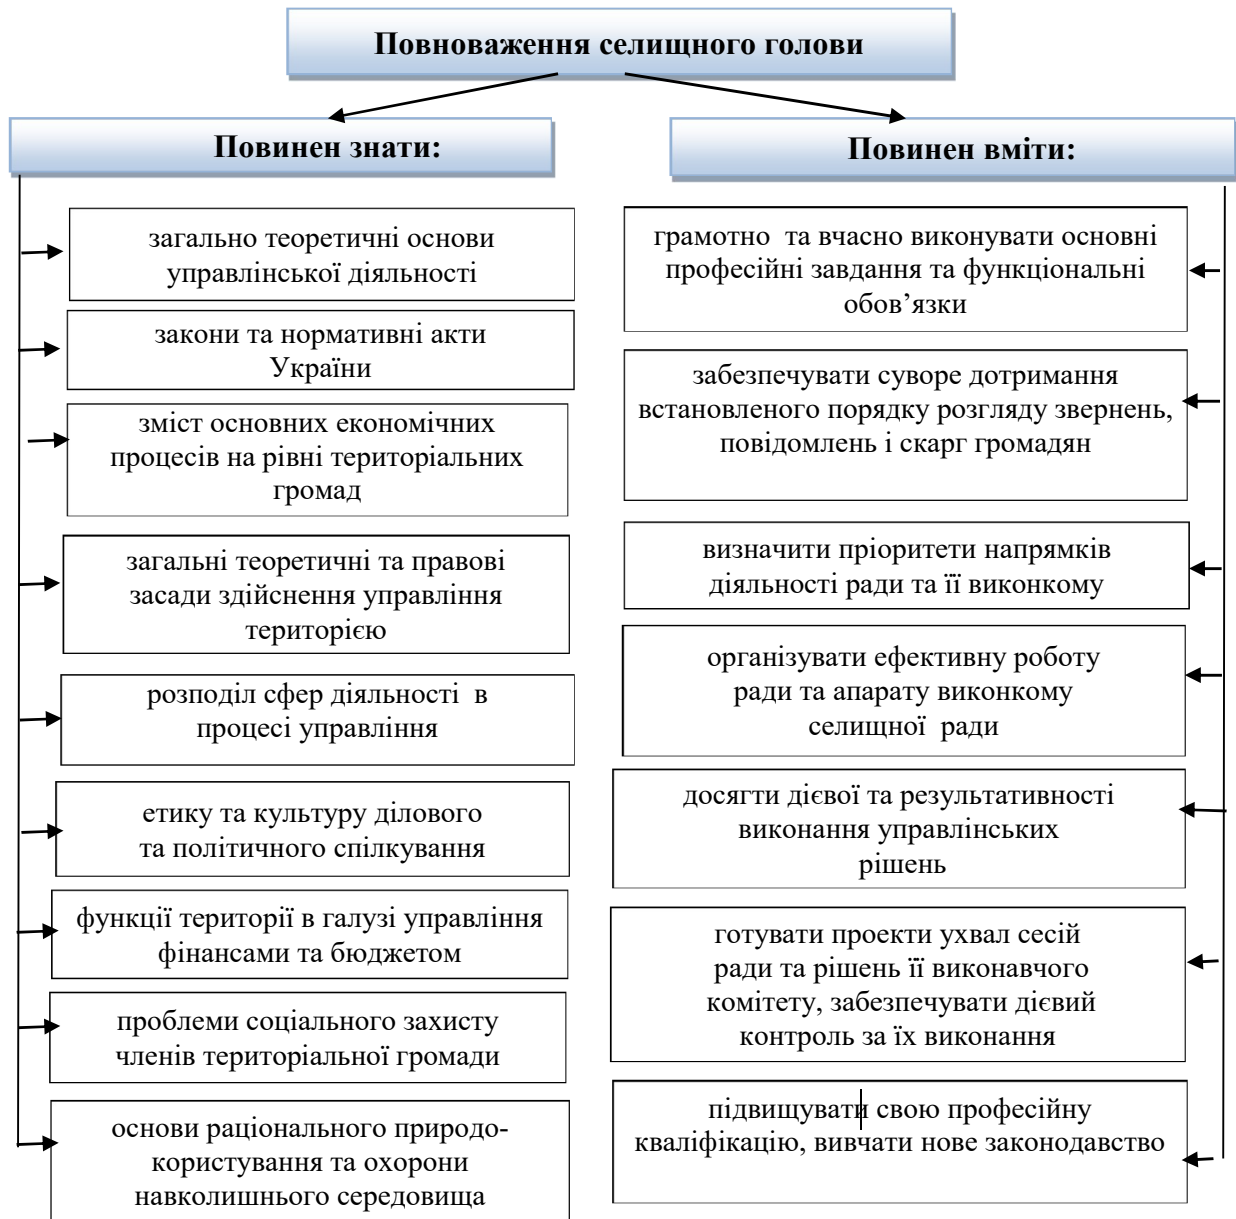 Повноваження селищного голови
Повинен знати:
загально теоретичні основи
управлінської діяльності
закони та нормативні акти
України
зміст основних економічних
процесів на рівні територіальних
громад
загальні теоретичні та правові
засади здійснення управління
територією
розподіл сфер діяльності в
процесі управління
етику та культуру ділового
та політичного спілкування
функції території в галузі управління
фінансами та бюджетом
проблеми соціального захисту
членів територіальної громади
основи раціонального природо-
користування та охорони
навколишнього середовища
Повинен вміти:
грамотно та вчасно виконувати основні
професійні завдання та функціональні
обов’язки
забезпечувати суворе дотримання
встановленого порядку розгляду звернень,
повідомлень і скарг громадян
визначити пріоритети напрямків
діяльності ради та її виконкому
організувати ефективну роботу
ради та апарату виконкому
селищної ради
досягти дієвої та результативності
виконання управлінських
рішень
готувати проекти ухвал сесій
ради та рішень її виконавчого
комітету, забезпечувати дієвий
контроль за їх виконання
підвищувати свою професійну
кваліфікацію, вивчати нове законодавство